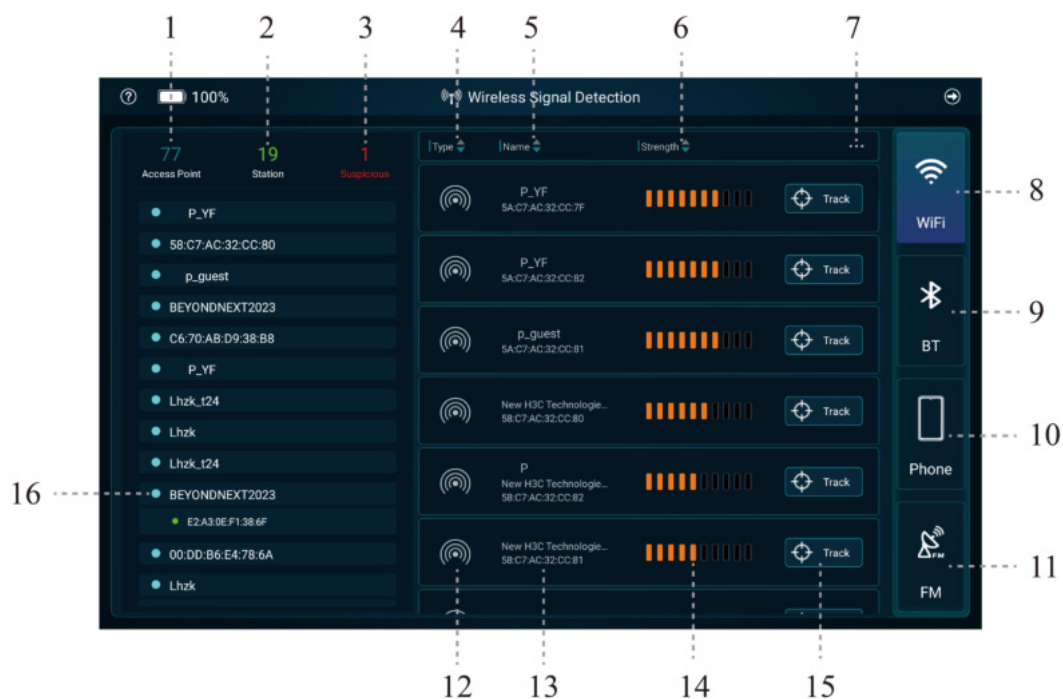 1 2 3 4 5 6 7
100% Wireless Signal Detection
77 19 1
Access Point Station Suspicious
Type Name Strength
P_YF
58:C7:AC:32:CC:80
p_guest
BEYONDNEXT2023
C6:70:AB:D9:38:B8
P_YF
Lhzk_t24
Lhzk
Lhzk_t24
BEYONDNEXT2023
E2:A3:0E:F1:38:6F
00:DD:B6:E4:78:6A
Lhzk
P_YF
5A:C7:AC:32:CC:7F
Track
P_YF
5A:C7:AC:32:CC:82
Track
p_guest
5A:C7:AC:32:CC:81
Track
New H3C Technologie...
58:C7:AC:32:CC:80
Track
P
New H3C Technologie...
58:C7:AC:32:CC:82
Track
New H3C Technologie...
58:C7:AC:32:CC:81
Track
WiFi
BT
Phone
FM
FM
8
9
10
11
16
12 13 14 15